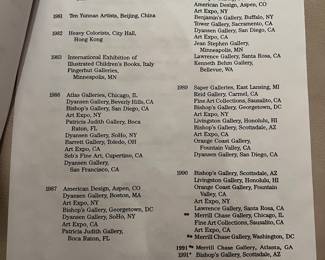 1981 Ten Yunnan Artists, Beijing, China
1982 Heavy Colorists, City Hall,
Hong Kong
1983 International Exhibition of
Illustrated Children's Books, Italy
Fingerhut Galleries,
Minneapolis, MN
1986 Atlas Galleries, Chicago, IL
Dyansen Gallery, Beverly Hills, CA
Bishop's Gallery, San Diego, CA
Art Expo, NY
Patricia Judith Gallery, Boca
Raton, FL
Dyansen Gallery, SoHo, NY
Barrett Gallery, Toledo, OH
Art Expo, CA
Seb's Fine Art, Cupertino, CA
Dyansen Gallery,
San Francisco, CA
1987 American Design, Aspen, CO
Dyansen Gallery, Boston, MA
Art Expo, NY
Bishop's Gallery, Georgetown, DC
Dyansen Gallery, SoHo, NY
Art Expo, CA
Patricia Judith Gallery,
Boca Raton, FL
American Design, Aspen, CO
Art Expo, NY
Benjamin's Gallery, Buffalo, NY
Tower Gallery, Sacramento, CA
Dyansen Gallery, San Diego, CA
Art Expo, CA
Jean Stephen Gallery,
Minneapolis, MN
Lawrence Gallery, Santa Rosa, CA
Kenneth Behm Gallery,
Bellevue, WA
1989 Saper Galleries, East Lansing, MI
Reid Gallery, Carmel, CA
Fine Art Collections, Sausalito, CA
Bishop's Gallery, Georgetown, DC
Art Expo, NY
Livingston Gallery, Honolulu, HI
Bishop's Gallery, Scottsdale, AZ
Art Expo, CA
Orange Coast Gallery,
Fountain Valley, CA
Dyansen Gallery, San Diego, CA
1990 Bishop's Gallery, Scottsdale, AZ
Livingston Gallery, Honolulu, HI
Orange Coast Gallery, Fountain
Valley, CA
Art Expo, NY
Lawrence Gallery, Santa Rosa, CA
** Merrill Chase Gallery, Chicago, IL
Fine Art Collections, Sausalito, CA
Art Expo, CA
** Merrill Chase Gallery, Washington, DC
1991* Merrill Chase Gallery, Atlanta, GA
1991* Bishop's Gallery, Scottsdale, AZ